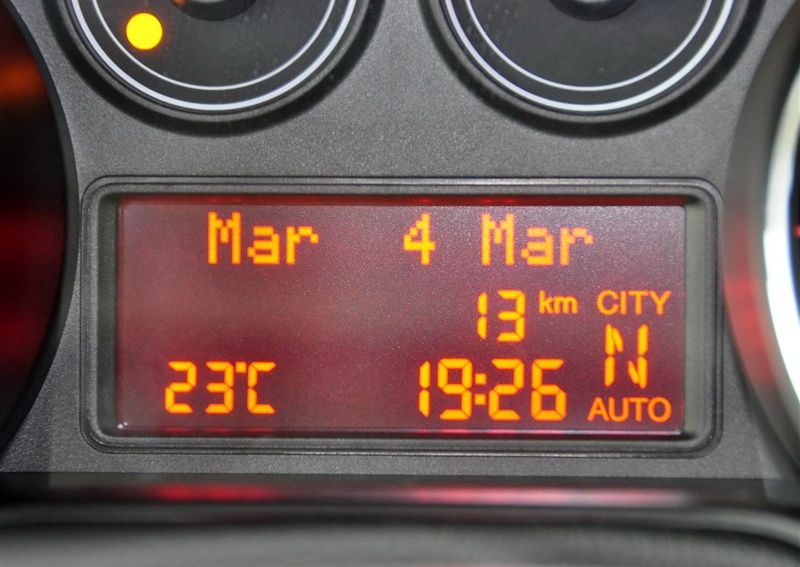 Mar 4 Mar
13 km CITY
N
23°C 19:26 AUTO